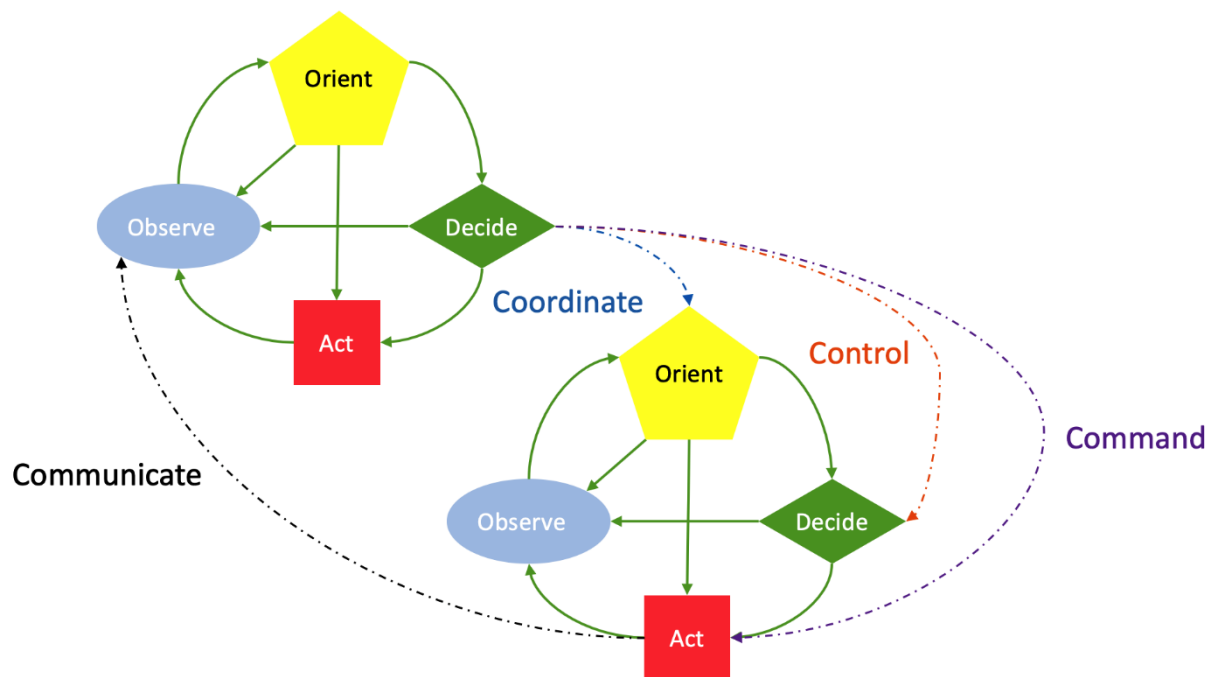 Orient
Observe
Decide
Act
Coordinate
Control
Orient
Command
Communicate
Observe
Decide
Act